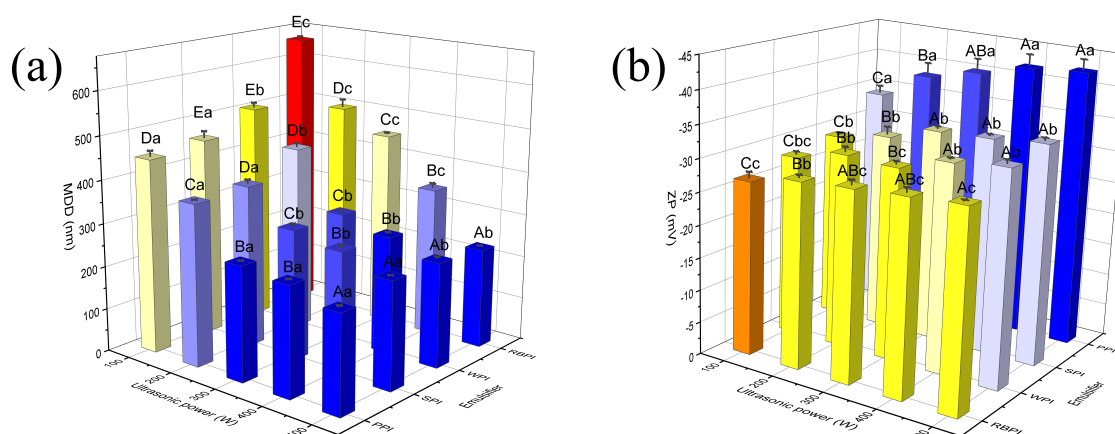 (a)
MDD (nm)
600
500
400
300
200
100
0
100
200
300
400
Ultrasonic power (W)
PPI
SPI
WPI
RBPI
Emulsifier
Da
Ea
Eb
Ec
Ca
Da
Db
Dc
Ba
Cb
Cb
Cc
Ba
Bb
Bb
Bc
Aa
Aa
Ab
Ab
(b)
ZP (mV)
-45
-40
-35
-30
-25
-20
-15
-10
-5
0
100
200
300
400
Ultrasonic power (W)
RBPI
WPI
SPI
PPI
Emulsifier
Cc
Cbc
Cb
Ca
Bb
Bb
Bb
Ba
ABc
Bc
Ab
ABa
ABc
Ab
Ab
Aa
Ac
Ab
Ab
Aa